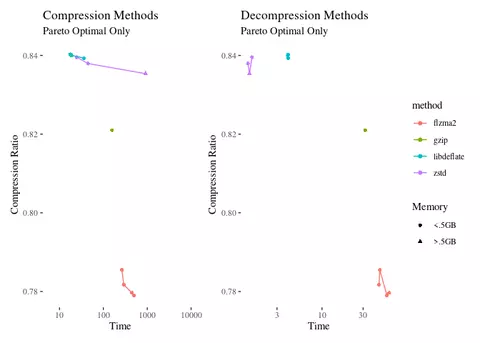 Compression Methods
Pareto Optimal Only
Decompression Methods
Pareto Optimal Only
Compression Ratio
0.84
0.82
0.80
0.78
10
100
1000
10000
Time
Compression Ratio
0.84
0.82
0.80
0.78
3
10
30
Time
method
flzma2
gzip
libdeflate
zstd
Memory
<.5GB
>.5GB